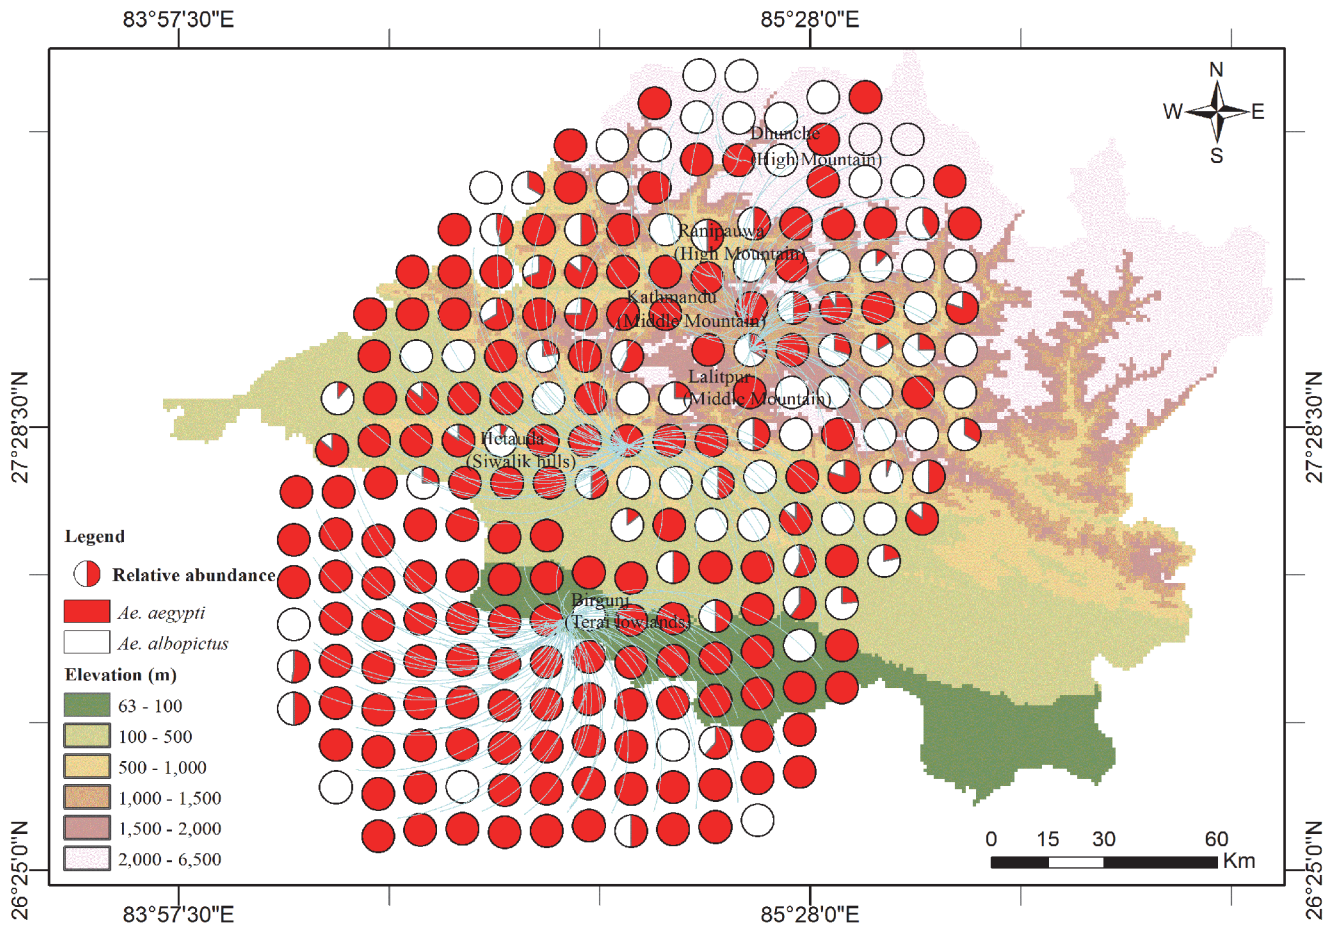 83°57'30"E 85°28'0"E
N
W E
S
Dhunche
(High Mountain)
Ranipauwa
(High Mountain)
Kathmandu
(Middle Mountain)
Lalitpur
(Middle Mountain)
27°28'30"N
27°28'30"N
Hetauda
(Siwalik hills)
Legend
Relative abundance
Ae. aegypti
Ae. albopictus
Birgunj
(Terai lowlands)
Elevation (m)
63 - 100
100 - 500
500 - 1,000
1,000 - 1,500
1,500 - 2,000
2,000 - 6,500
0 15 30 60
Km
26°25'0"N
26°25'0"N
83°57'30"E 85°28'0"E